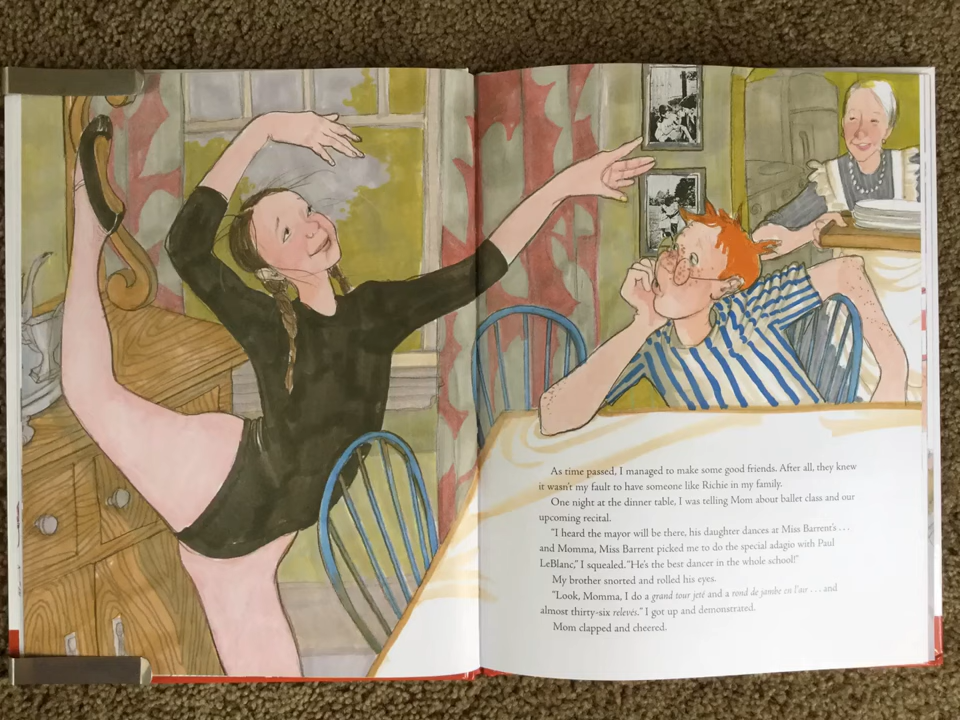 As time passed, I managed to make some good friends. After all, they knew
it wasn't my fault to have someone like Richie in my family.
One night at the dinner table, I was telling Mom about ballet class and our
upcoming recital.
"I heard the mayor will be there, his daughter dances at Miss Barrent's . . .
and Momma, Miss Barrent picked me to do the special adagio with Paul
LeBlanc," I squealed. "He's the best dancer in the whole school!"
My brother snorted and rolled his eyes.
"Look, Momma, I do a grand tour jeté and a rond de jambe en l'air . . . and
almost thirty-six relevés." I got up and demonstrated.
Mom clapped and cheered.